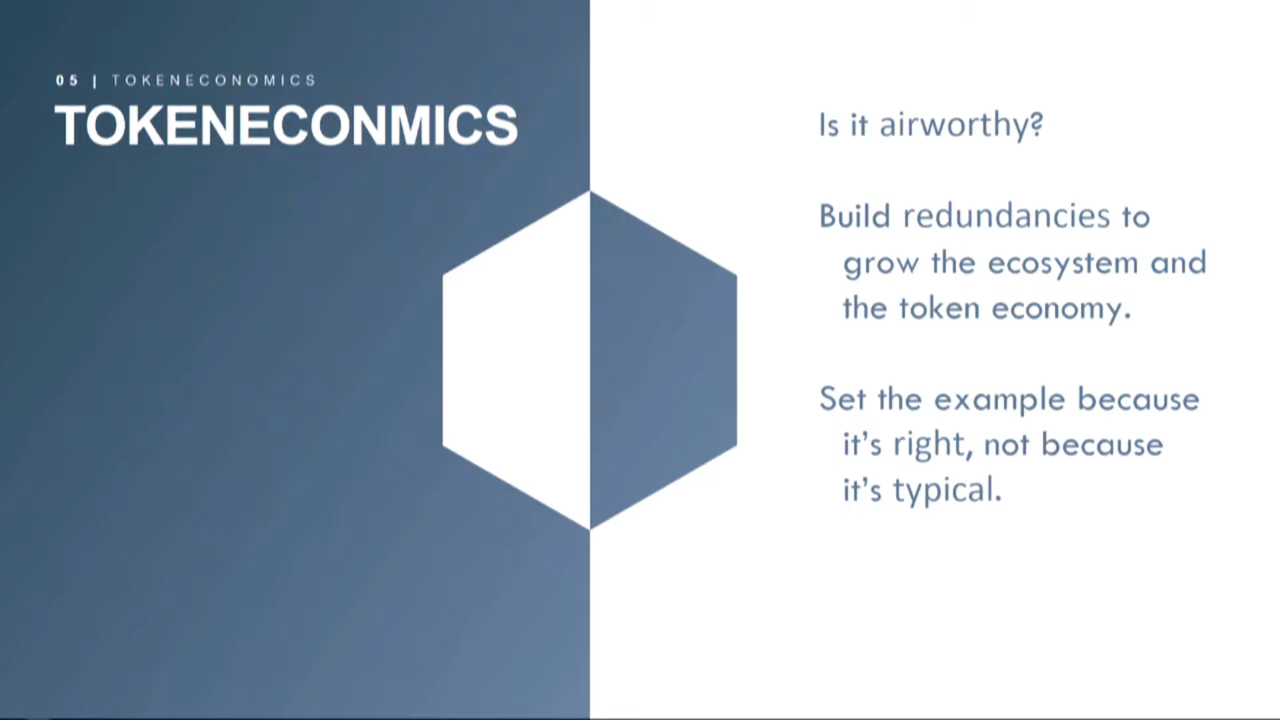 05 | TOKENECONOMICS
TOKENECONMICS
Is it airworthy?
Build redundancies to
grow the ecosystem and
the token economy.
Set the example because
it's right, not because
it's typical.